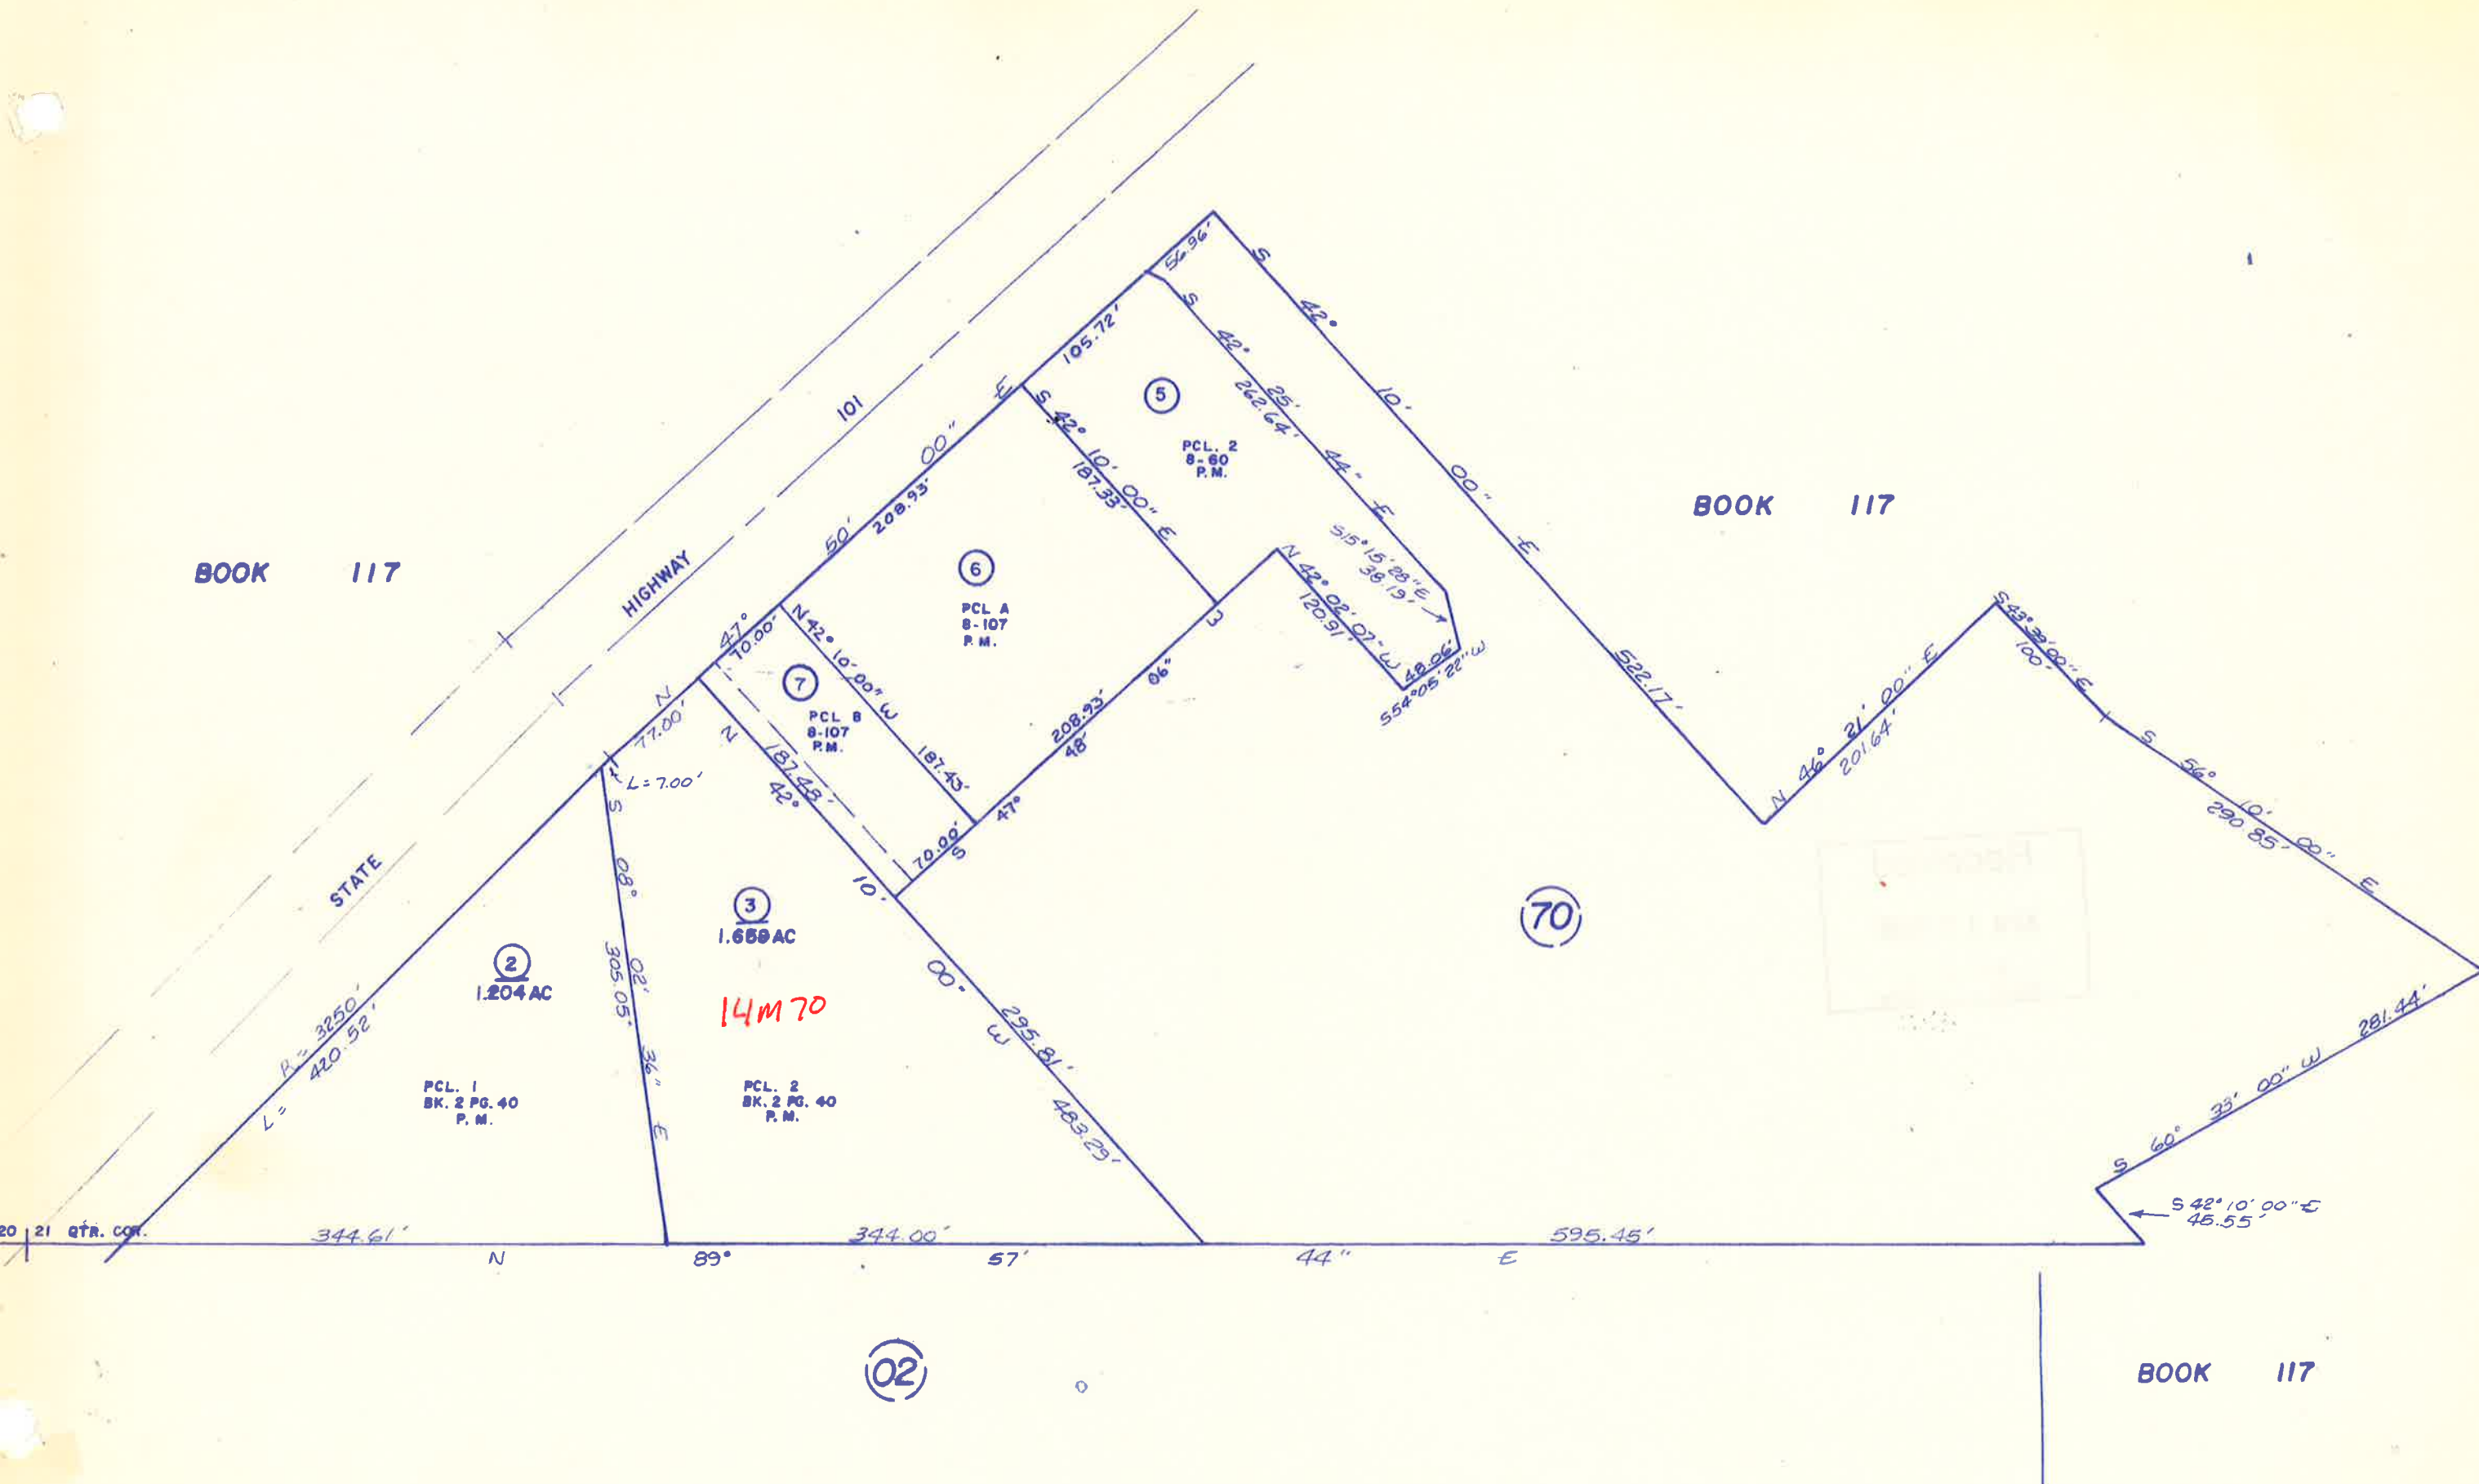 BOOK 117
STATE HIGHWAY 101
N 47° 50' 00" E
56.96'
105.72'
208.93'
70.00'
77.00'
L = 7.00'
R = 3250'
L = 420.52'
S 42° 10' 00" E
522.17'
S 42° 25' 44" E
262.64'
5
PCL. 2
8-60
P.M.
S 42° 10' 00" E
187.33'
S15°15'28"E
38.19'
N 42° 02' 07" W
120.91'
48.06'
S54°05'22"W
BOOK 117
6
PCL A
8-107
P.M.
N 42° 10' 00" W
187.43'
7
PCL B
8-107
P.M.
187.48'
S 47° 48' 06" W
208.93'
70.00'
N 46° 21' 00" E
201.64'
S 43° 39' 00" E
100'
S 56° 10' 00" E
290.85'
S 60° 33' 00" W
281.44'
S 42° 10' 00" E
45.55'
70
2
1.204 AC
PCL. 1
BK. 2 PG. 40
P. M.
S 08° 02' 36" E
305.05'
3
AC
14M70
PCL. 2
BK. 2 PG. 40
P. M.
N 42° 10' 00" W
295.81'
483.29'
20 21 QTR. COR.
344.61'
344.00'
595.45'
N 89° 57' 44" E
02
BOOK 117